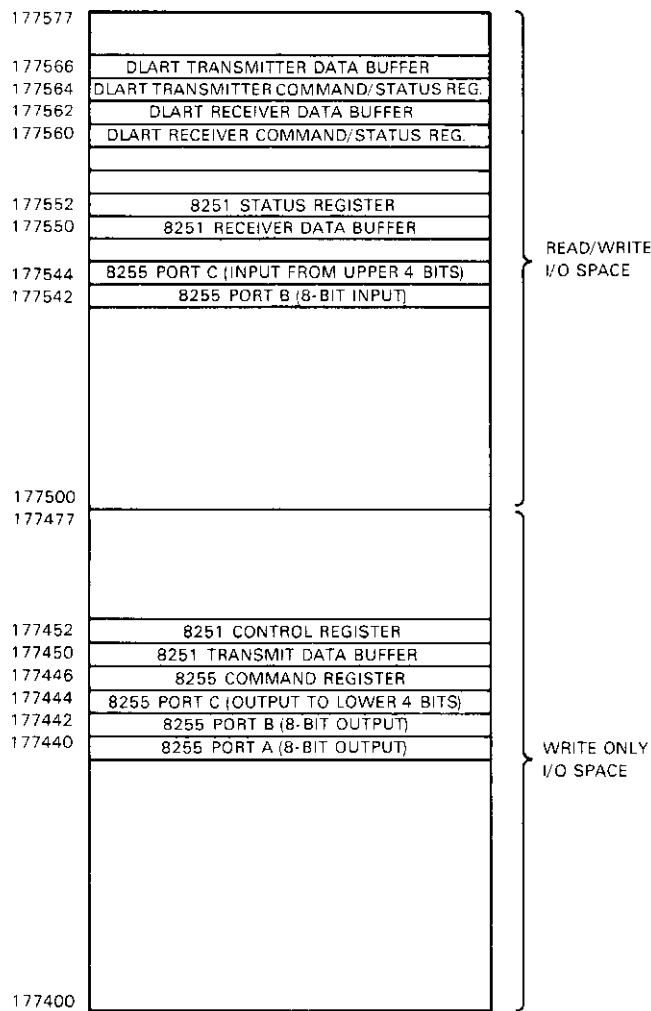 177577
177566 DLART TRANSMITTER DATA BUFFER
177564 DLART TRANSMITTER COMMAND/STATUS REG.
177562 DLART RECEIVER DATA BUFFER
177560 DLART RECEIVER COMMAND/STATUS REG.
177552 8251 STATUS REGISTER
177550 8251 RECEIVER DATA BUFFER
READ/WRITE
I/O SPACE
177544 8255 PORT C (INPUT FROM UPPER 4 BITS)
177542 8255 PORT B (8-BIT INPUT)
177500
177477
177452 8251 CONTROL REGISTER
177450 8251 TRANSMIT DATA BUFFER
177446 8255 COMMAND REGISTER
177444 8255 PORT C (OUTPUT TO LOWER 4 BITS)
177442 8255 PORT B (8-BIT OUTPUT)
177440 8255 PORT A (8-BIT OUTPUT)
WRITE ONLY
I/O SPACE
177400